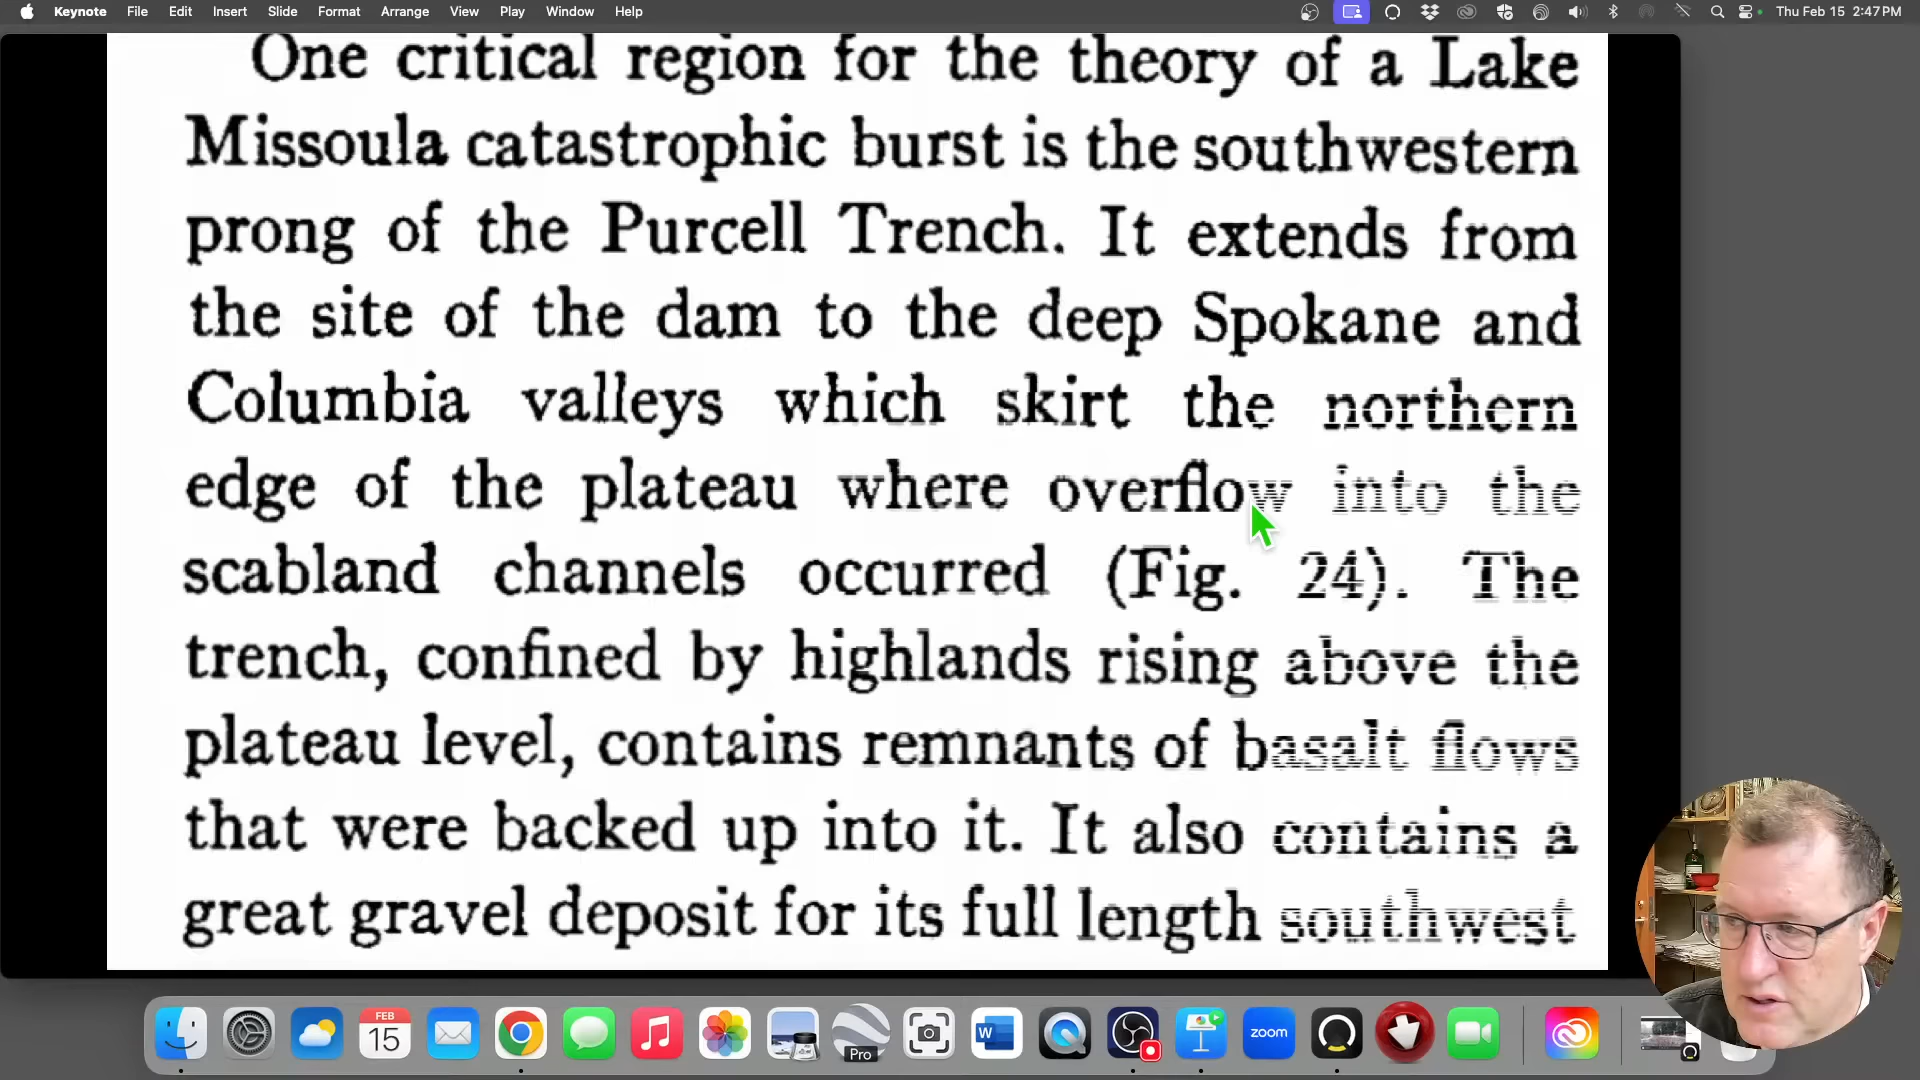 Keynote File Edit Insert Slide Format Arrange View Play Window Help Thu Feb 15 2:47 PM
One critical region for the theory of a Lake
Missoula catastrophic burst is the southwestern
prong of the Purcell Trench. It extends from
the site of the dam to the deep Spokane and
Columbia valleys which skirt the northern
edge of the plateau where overflow into the
scabland channels occurred (Fig. 24). The
trench, confined by highlands rising above the
plateau level, contains remnants of basalt flows
that were backed up into it. It also contains a
great gravel deposit for its full length southwest
FEB
15
Pro
W
zoom